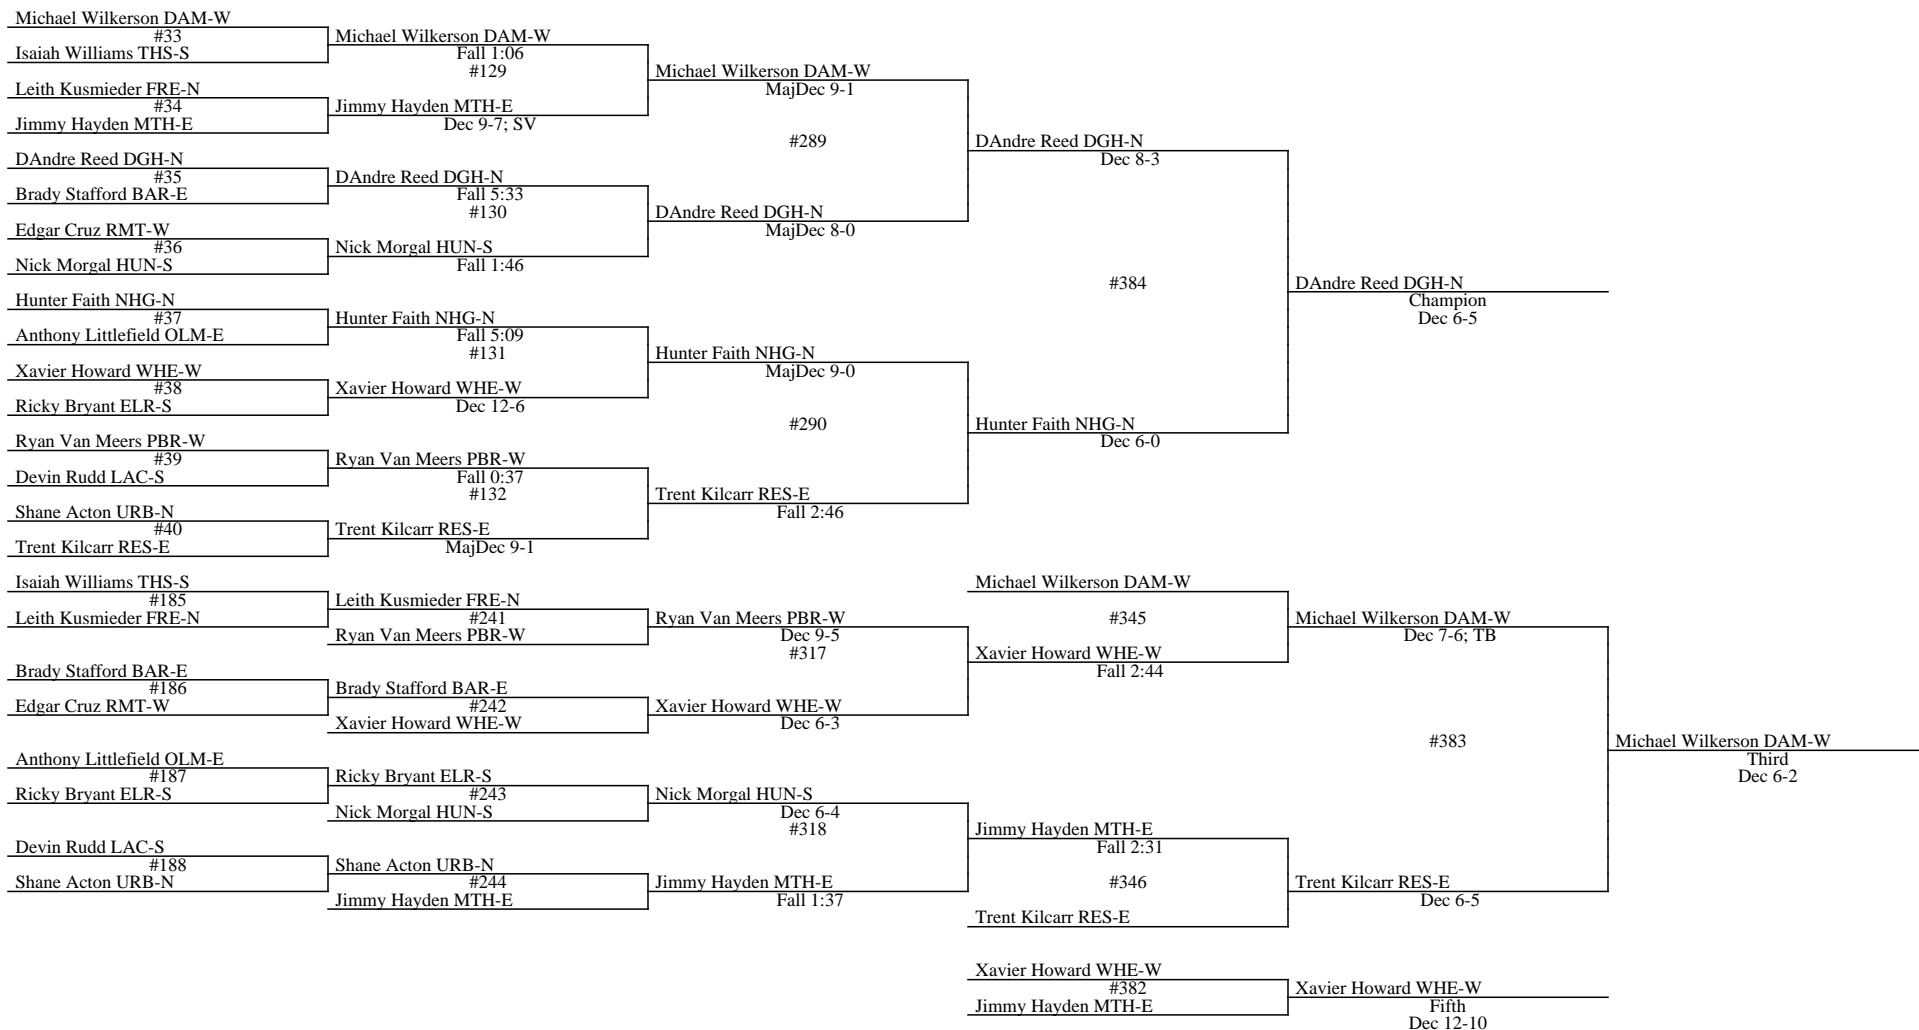 Michael Wilkerson DAM-W
#33
Isaiah Williams THS-S
Leith Kusmieder FRE-N
#34
Jimmy Hayden MTH-E
DAndre Reed DGH-N
#35
Brady Stafford BAR-E
Edgar Cruz RMT-W
#36
Nick Morgal HUN-S
Hunter Faith NHG-N
#37
Anthony Littlefield OLM-E
Xavier Howard WHE-W
#38
Ricky Bryant ELR-S
Ryan Van Meers PBR-W
#39
Devin Rudd LAC-S
Shane Acton URB-N
#40
Trent Kilcarr RES-E
Michael Wilkerson DAM-W
Fall 1:06
#129
Jimmy Hayden MTH-E
Dec 9-7; SV
DAndre Reed DGH-N
Fall 5:33
#130
Nick Morgal HUN-S
Fall 1:46
Hunter Faith NHG-N
Fall 5:09
#131
Xavier Howard WHE-W
Dec 12-6
Ryan Van Meers PBR-W
Fall 0:37
#132
Trent Kilcarr RES-E
MajDec 9-1
Michael Wilkerson DAM-W
MajDec 9-1
#289
DAndre Reed DGH-N
MajDec 8-0
Hunter Faith NHG-N
MajDec 9-0
#290
Trent Kilcarr RES-E
Fall 2:46
DAndre Reed DGH-N
Dec 8-3
#384
Hunter Faith NHG-N
Dec 6-0
DAndre Reed DGH-N
Champion
Dec 6-5
Isaiah Williams THS-S
#185
Leith Kusmieder FRE-N
Brady Stafford BAR-E
#186
Edgar Cruz RMT-W
Anthony Littlefield OLM-E
#187
Ricky Bryant ELR-S
Devin Rudd LAC-S
#188
Shane Acton URB-N
Leith Kusmieder FRE-N
#241
Ryan Van Meers PBR-W
Brady Stafford BAR-E
#242
Xavier Howard WHE-W
Ricky Bryant ELR-S
#243
Nick Morgal HUN-S
Shane Acton URB-N
#244
Jimmy Hayden MTH-E
Ryan Van Meers PBR-W
Dec 9-5
#317
Xavier Howard WHE-W
Dec 6-3
Nick Morgal HUN-S
Dec 6-4
#318
Jimmy Hayden MTH-E
Fall 1:37
Michael Wilkerson DAM-W
#345
Xavier Howard WHE-W
Fall 2:44
Jimmy Hayden MTH-E
Fall 2:31
#346
Trent Kilcarr RES-E
Michael Wilkerson DAM-W
Dec 7-6; TB
#383
Trent Kilcarr RES-E
Dec 6-5
Michael Wilkerson DAM-W
Third
Dec 6-2
Xavier Howard WHE-W
#382
Jimmy Hayden MTH-E
Xavier Howard WHE-W
Fifth
Dec 12-10